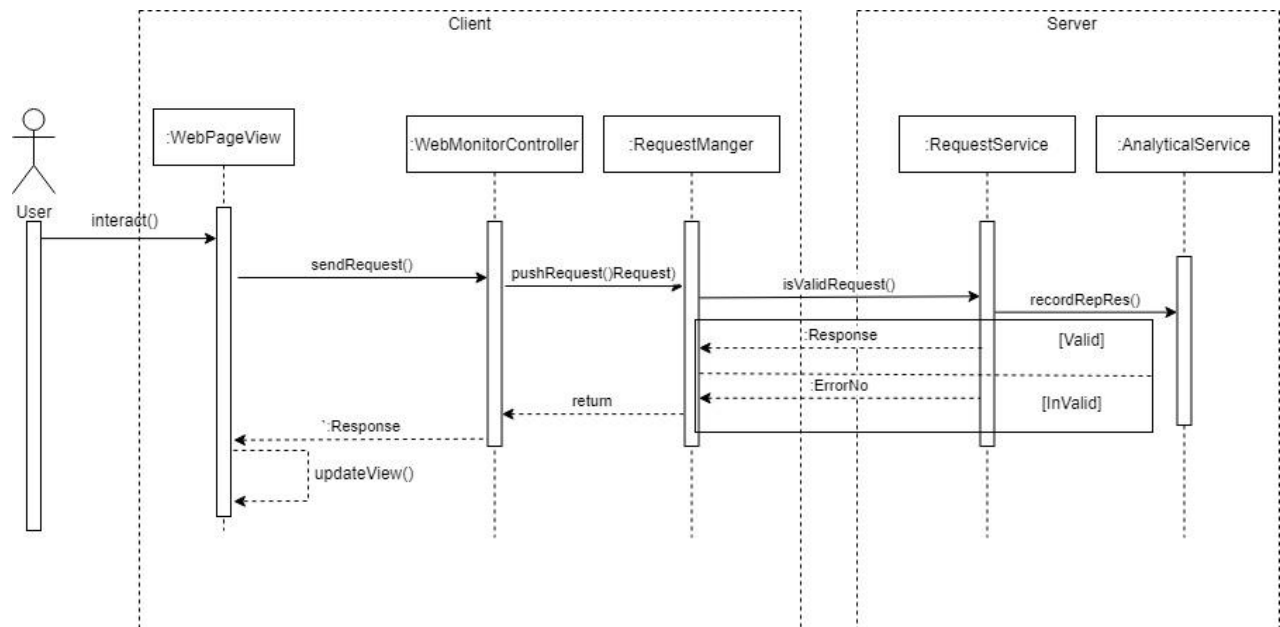 Client
Server
:WebPageView
:WebMonitorController
:RequestManger
:RequestService
:AnalyticalService
User
interact()
sendRequest()
pushRequest()Request)
isValidRequest()
recordRepRes()
:Response
[Valid]
:ErrorNo
[InValid]
return
`:Response
updateView()